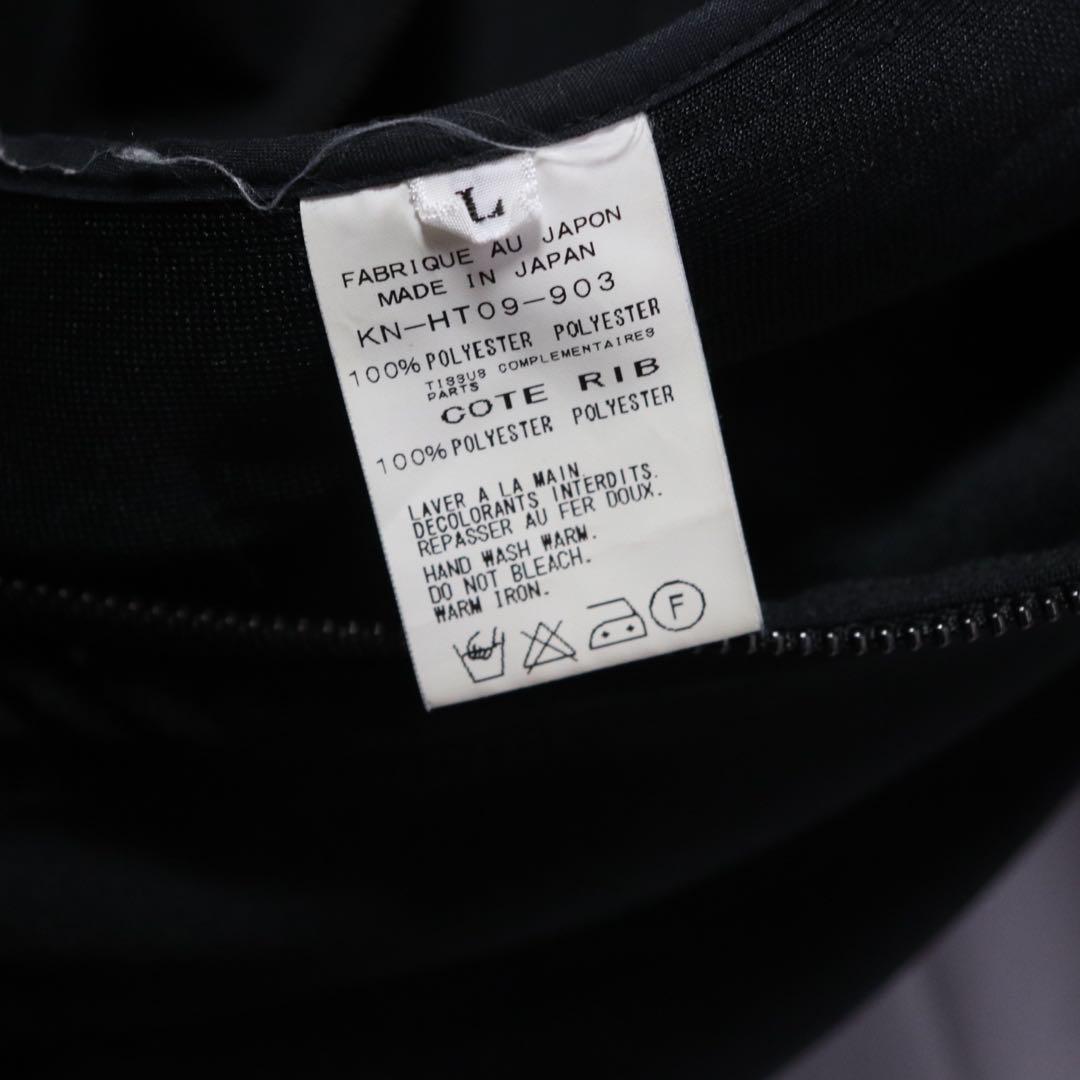 L
FABRIQUE AU JAPON
MADE IN JAPAN
KN-HT09-903
100% POLYESTER POLYESTER
TISSUS COMPLEMENTAIRES
PARTS
COTE RIB
100% POLYESTER POLYESTER
LAVER A LA MAIN.
DECOLORANTS INTERDITS.
REPASSER AU FER DOUX.
HAND WASH WARM.
DO NOT BLEACH.
WARM IRON.
F